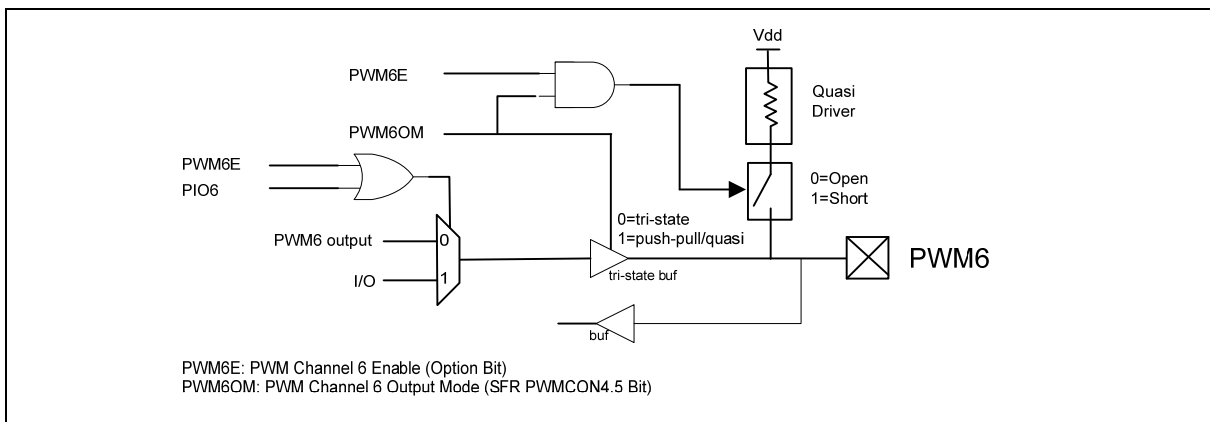 Vdd
PWM6E
Quasi
Driver
PWM6OM
PWM6E
PIO6
0=Open
1=Short
0=tri-state
1=push-pull/quasi
PWM6 output
0
I/O
1
tri-state buf
PWM6
buf
PWM6E: PWM Channel 6 Enable (Option Bit)
PWM6OM: PWM Channel 6 Output Mode (SFR PWMCON4.5 Bit)